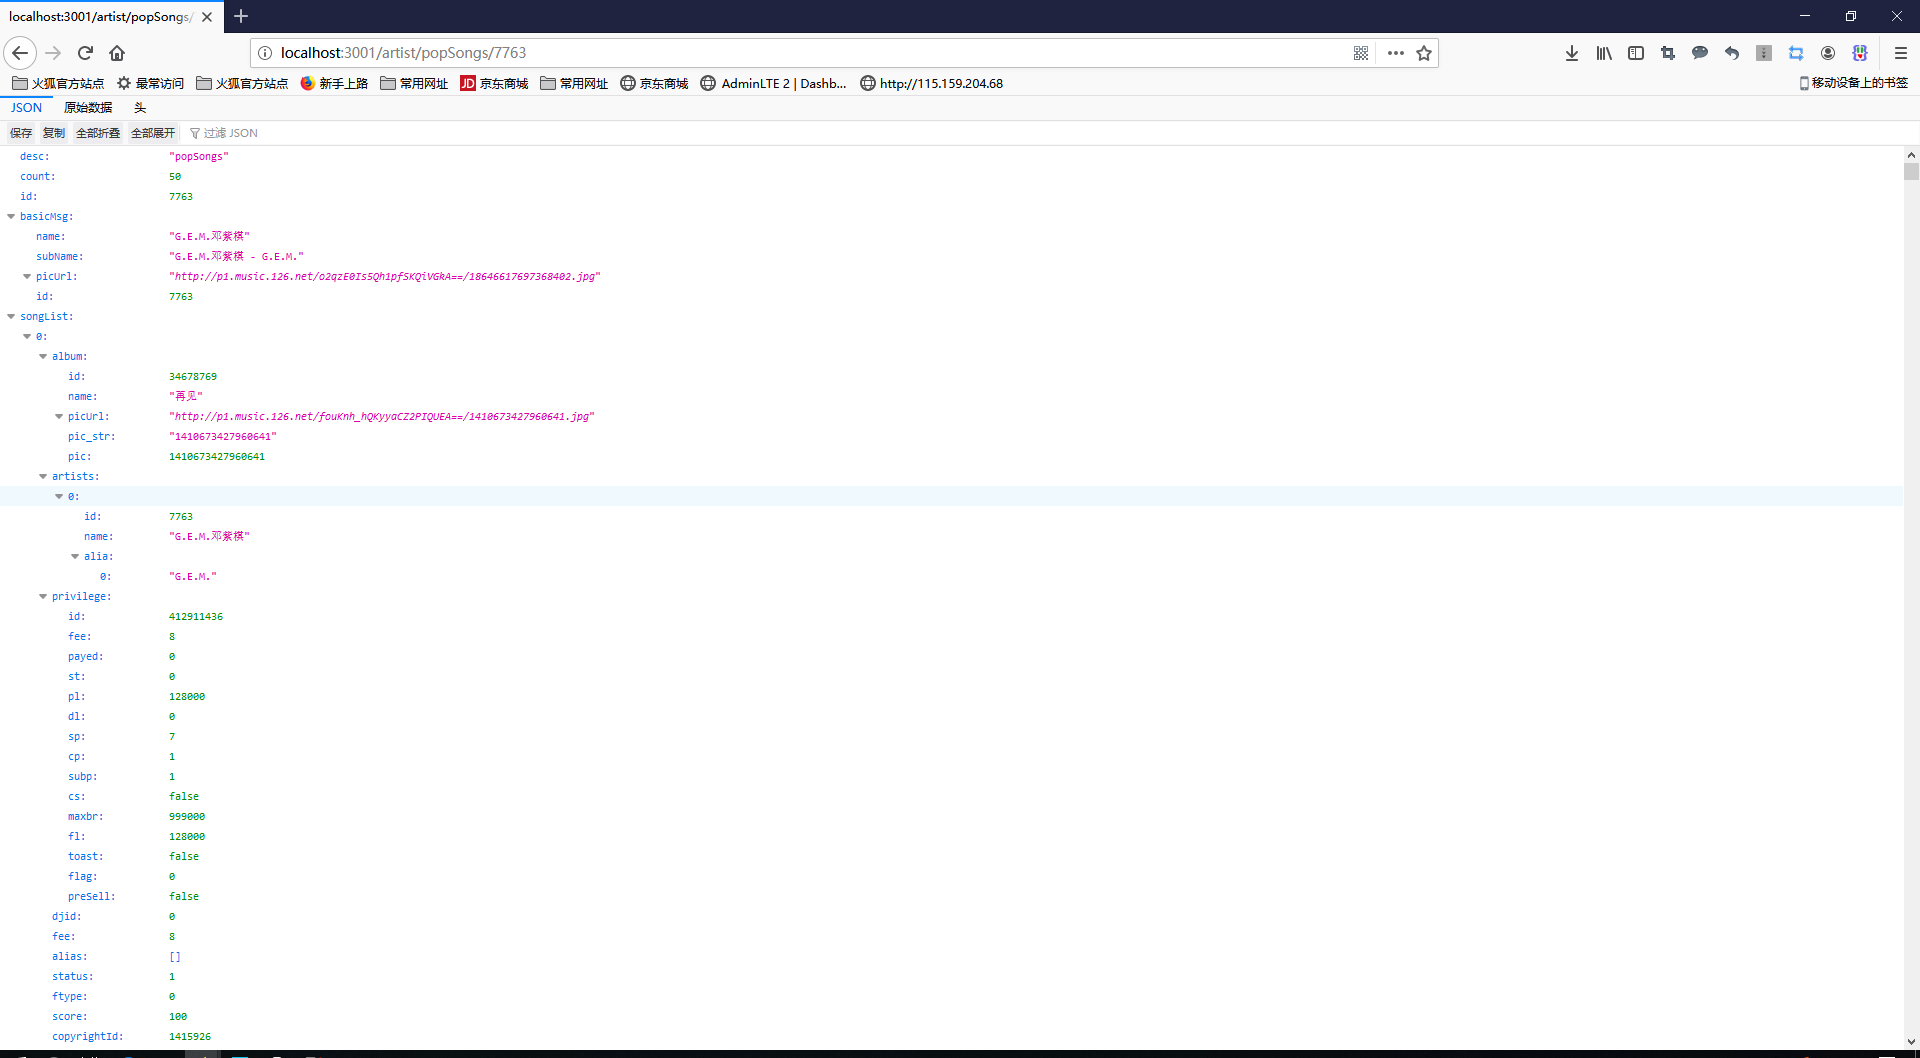 localhost:3001/artist/popSongs/
localhost:3001/artist/popSongs/7763
火狐官方站点 最常访问 火狐官方站点 新手上路 常用网址 JD 京东商城 常用网址 京东商城 AdminLTE 2 | Dashb... http://115.159.204.68 移动设备上的书签
JSON 原始数据 头
保存 复制 全部折叠 全部展开 过滤 JSON
desc: "popSongs"
count: 50
id: 7763
basicMsg:
name: "G.E.M.邓紫棋"
subName: "G.E.M.邓紫棋 - G.E.M."
picUrl: "http://p1.music.126.net/o2qzE0Is5Qh1pfSKQiVGkA==/18646617697368402.jpg"
id: 7763
songList:
0:
album:
id: 34678769
name: "再见"
picUrl: "http://p1.music.126.net/fouKnh_hQKyyaCZ2PIQUEA==/1410673427960641.jpg"
pic_str: "1410673427960641"
pic: 1410673427960641
artists:
0:
id: 7763
name: "G.E.M.邓紫棋"
alia:
0: "G.E.M."
privilege:
id: 412911436
fee: 8
payed: 0
st: 0
pl: 128000
dl: 0
sp: 7
cp: 1
subp: 1
cs: false
maxbr: 999000
fl: 128000
toast: false
flag: 0
preSell: false
djid: 0
fee: 8
alias: []
status: 1
ftype: 0
score: 100
copyrightId: 1415926